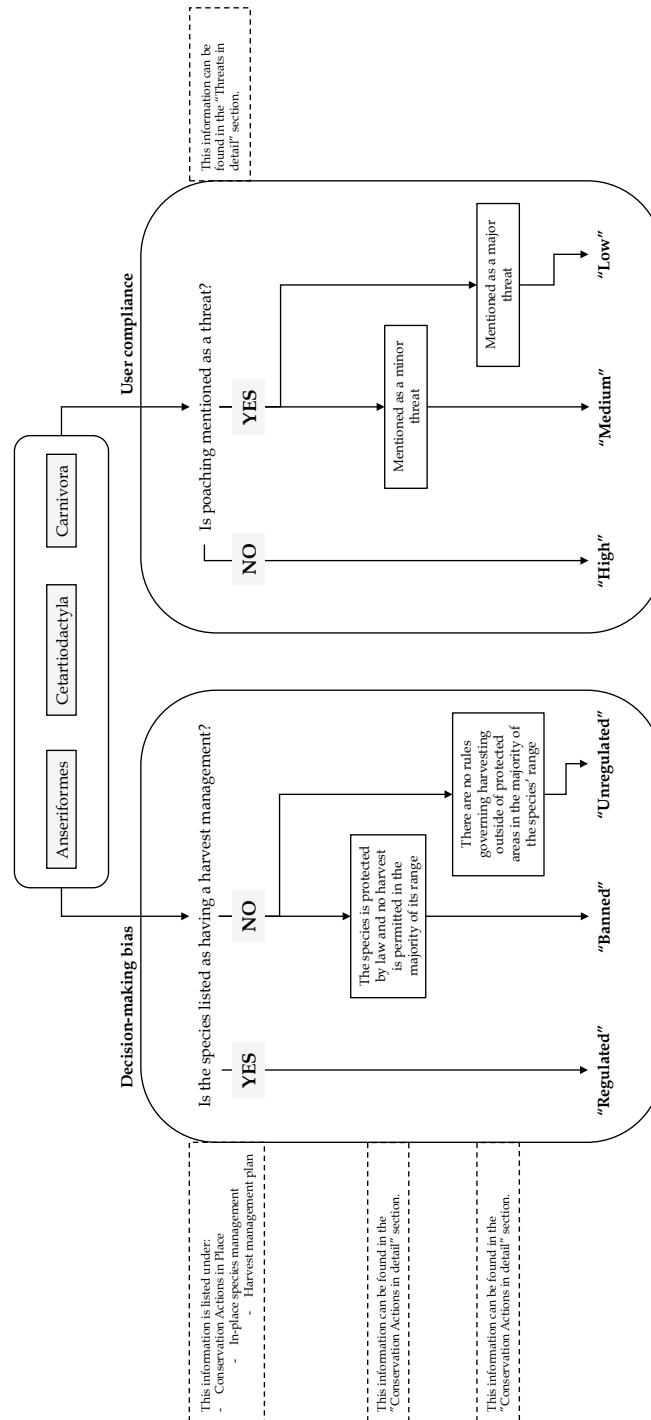 Anseriformes
Cetartiodactyla
Carnivora
Decision-making bias
This information is listed under:
- Conservation Actions in Place
- In-place species management
- Harvest management plan
Is the species listed as having a harvest management?
YES
NO
This information can be found in the
"Conservation Actions in detail" section.
The species is protected
by law and no harvest
is permitted in the
majority of its range
This information can be found in the
"Conservation Actions in detail" section.
There are no rules
governing harvesting
outside of protected
areas in the majority of
the species' range
"Regulated"
"Banned"
"Unregulated"
User compliance
This information can be
found in the "Threats in
detail" section.
Is poaching mentioned as a threat?
NO
YES
Mentioned as a minor
threat
Mentioned as a major
threat
"High"
"Medium"
"Low"